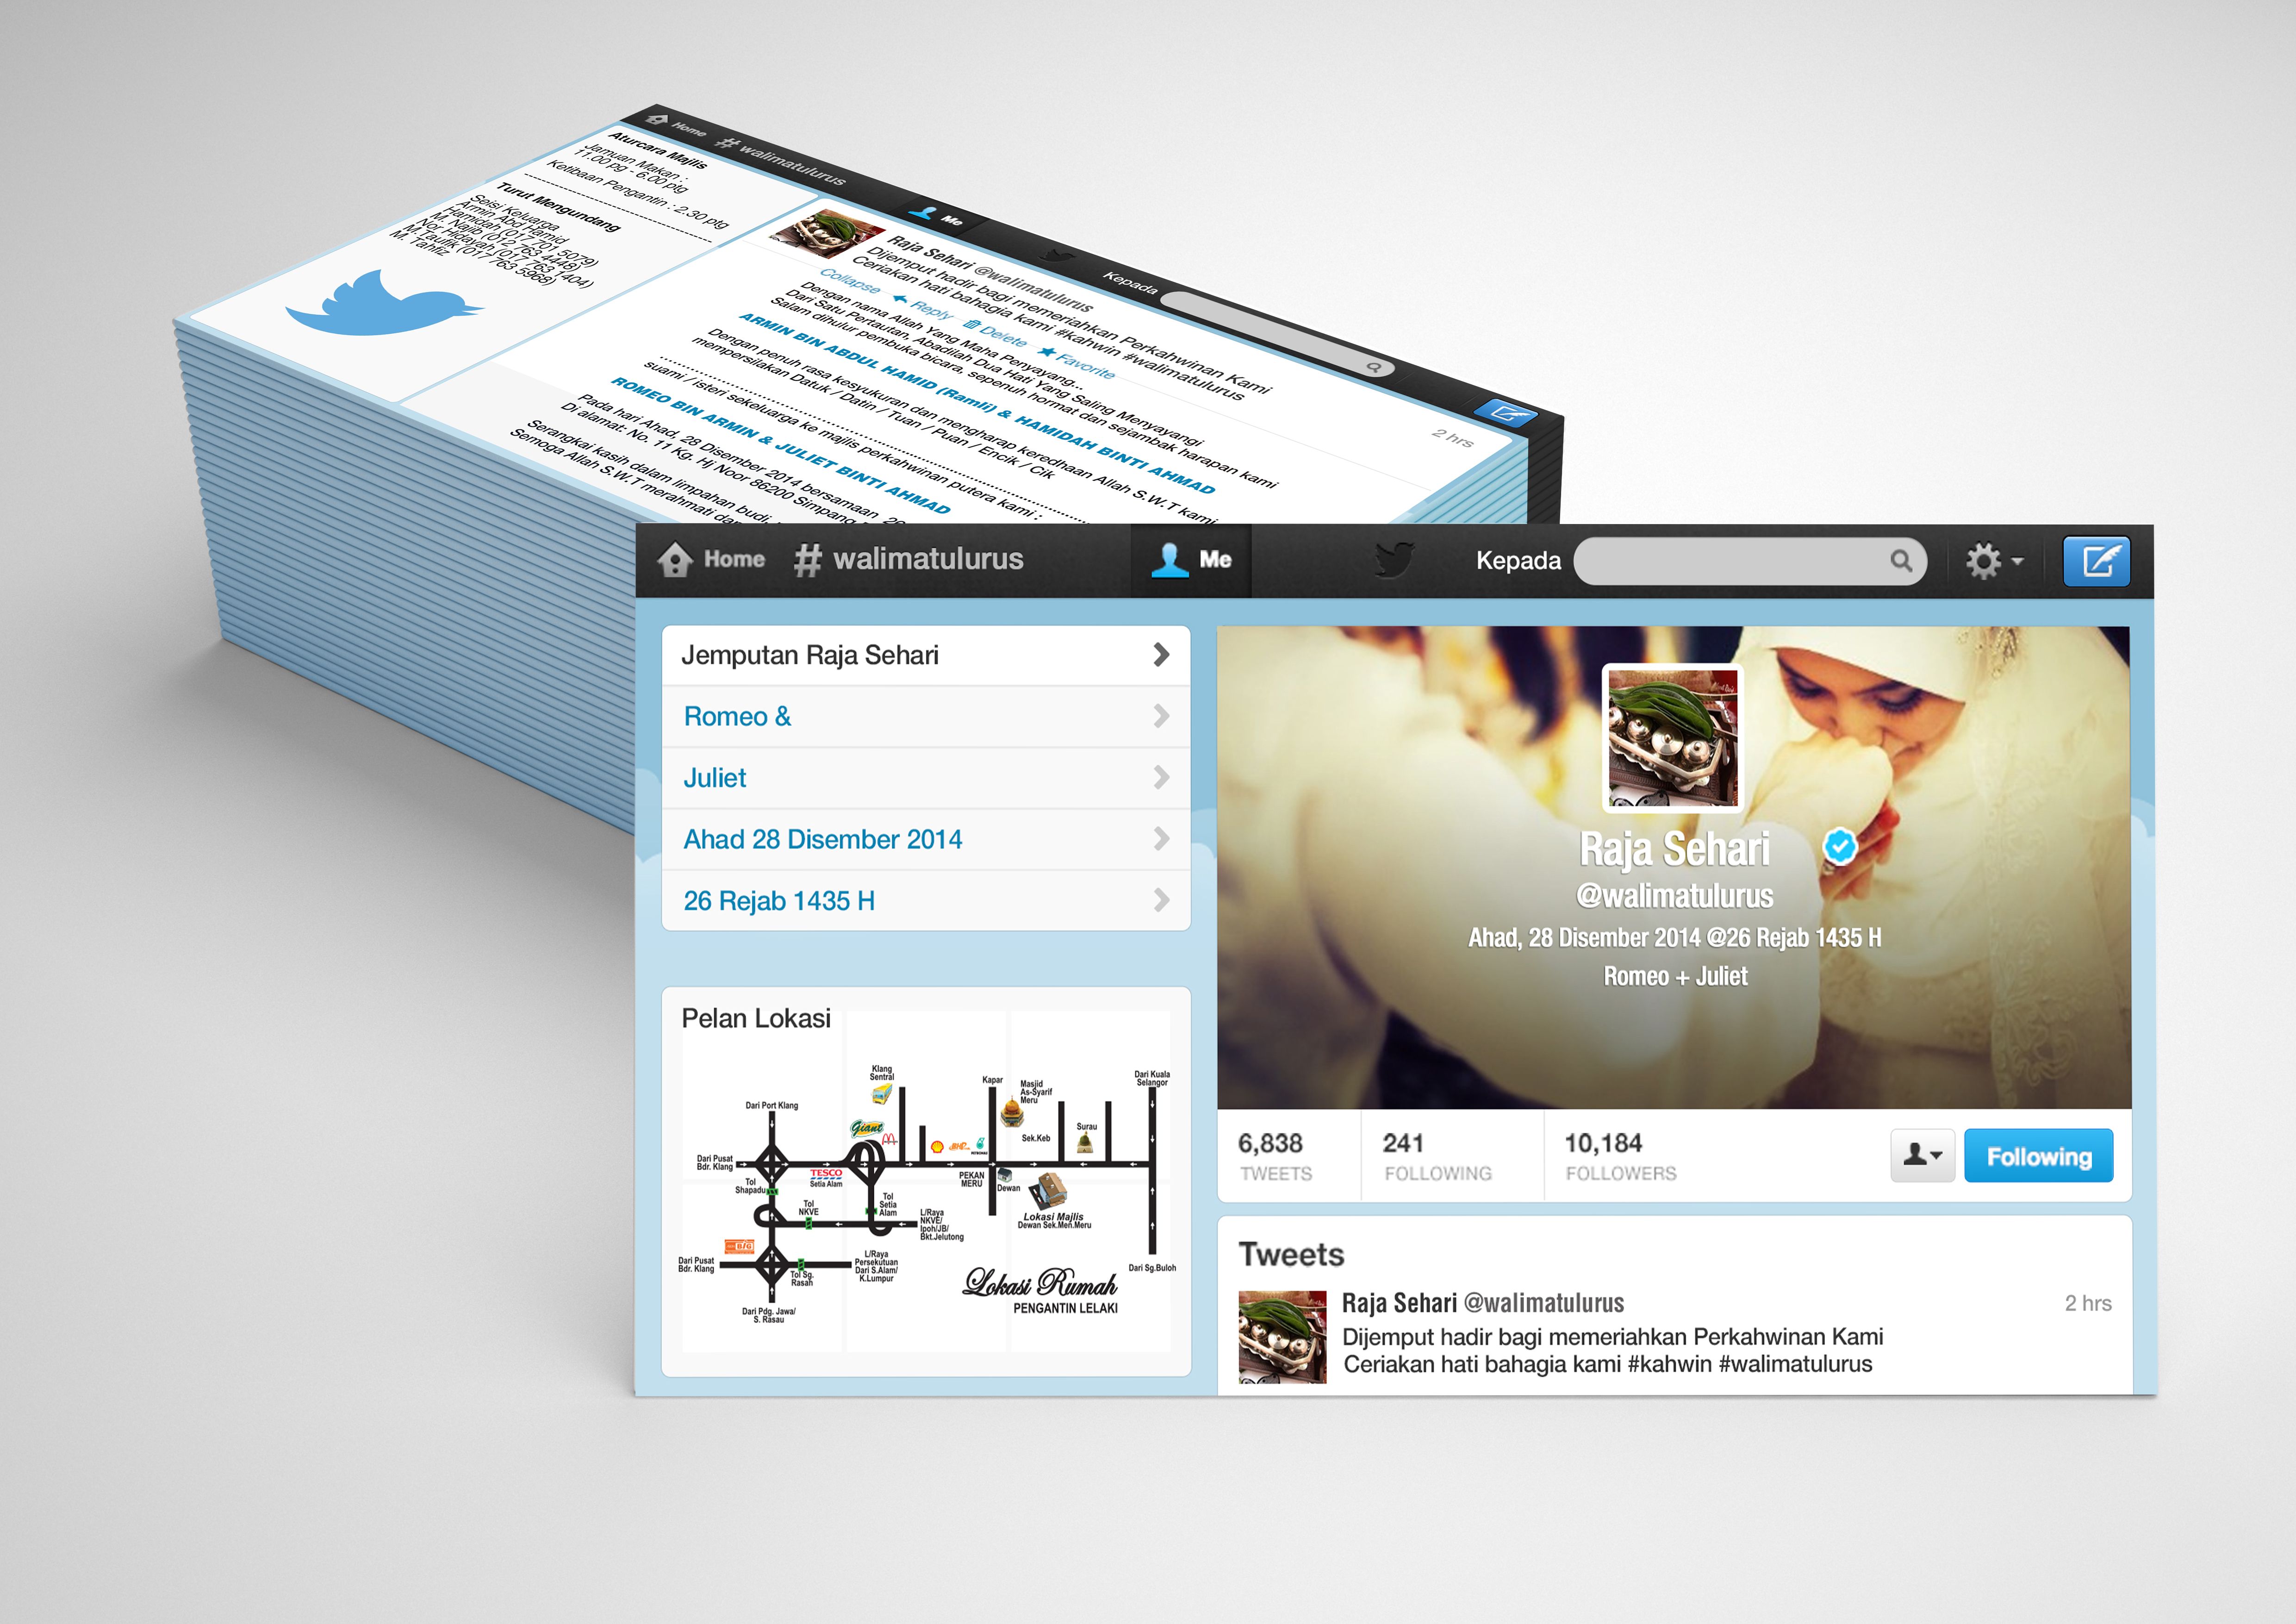 Home
# walimatulurus
Me
Kepada
Aturcara Majlis
Jamuan Makan :
11.00 pg - 6.00 ptg
Ketibaan Pengantin : 2.30 ptg
Turut Mengundang
Seisi Keluarga
Armin Abd Hamid
Hamidah (017 701 5079)
M. Najib (012 763 4448)
Nor Hidayah (017 763 1404)
M.Taufik (017 763 5966)
M. Tahfiz
Raja Sehari @walimatulurus
Dijemput hadir bagi memeriahkan Perkahwinan Kami
Ceriakan hati bahagia kami #kahwin #walimatulurus
Collapse Reply Delete Favorite
2 hrs
Dengan nama Allah Yang Maha Penyayang...
Dari Satu Pertautan, Abadilah Dua Hati Yang Saling Menyayangi
Salam dihulur pembuka bicara, sepenuh hormat dan sejambak harapan kami
ARMIN BIN ABDUL HAMID (Ramli) & HAMIDAH BINTI AHMAD
Dengan penuh rasa kesyukuran dan mengharap keredhaan Allah S.W.T kami
mempersilakan Datuk / Datin / Tuan / Puan / Encik / Cik
suami / isteri sekeluarga ke majlis perkahwinan putera kami :
ROMEO BIN ARMIN & JULIET BINTI AHMAD
Pada hari Ahad, 28 Disember 2014 bersamaan 26
Di alamat: No. 11 Kg. Hj Noor 86200 Simpang
Serangkai kasih dalam limpahan budi,
Semoga Allah S.W.T merahmati dan
Home
# walimatulurus
Me
Kepada
Jemputan Raja Sehari
Romeo &
Juliet
Ahad 28 Disember 2014
26 Rejab 1435 H
Pelan Lokasi
Klang
Sentral
Kapar
Masjid
As-Syarif
Meru
Dari Kuala
Selangor
Dari Port Klang
Giant
Sek.Keb
Surau
Dari Pusat
Bdr. Klang
TESCO
Setia Alam
PEKAN
MERU
Dewan
Tol
Shapadu
Tol
NKVE
Tol
Setia
Alam
L/Raya
NKVE/
Ipoh/JB/
Bkt.Jelutong
Lokasi Majlis
Dewan Sek.Men.Meru
BIG
Dari Pusat
Bdr. Klang
Tol Sg.
Rasah
L/Raya
Persekutuan
Dari S.Alam/
K.Lumpur
Dari Sg.Buloh
Dari Pdg. Jawa/
S. Rasau
Lokasi Rumah
PENGANTIN LELAKI
Raja Sehari
@walimatulurus
Ahad, 28 Disember 2014 @26 Rejab 1435 H
Romeo + Juliet
6,838
TWEETS
241
FOLLOWING
10,184
FOLLOWERS
Following
Tweets
Raja Sehari @walimatulurus
2 hrs
Dijemput hadir bagi memeriahkan Perkahwinan Kami
Ceriakan hati bahagia kami #kahwin #walimatulurus